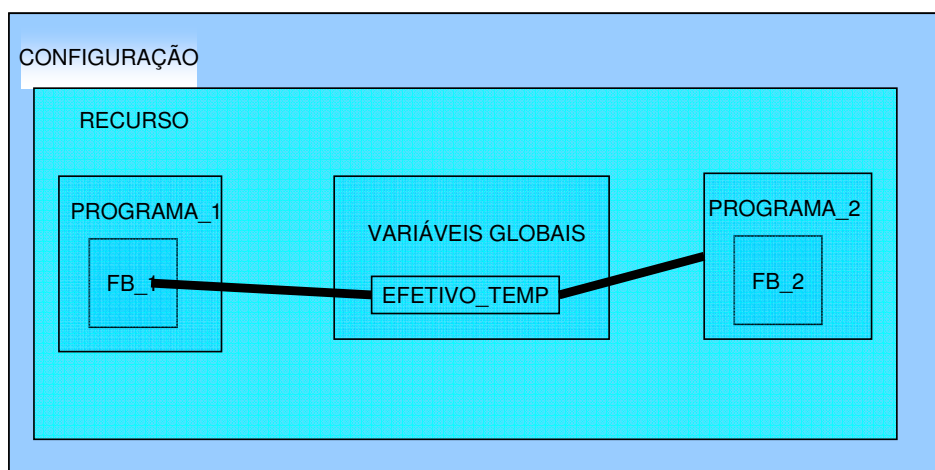 CONFIGURAÇÃO
RECURSO
PROGRAMA_1
FB_1
VARIÁVEIS GLOBAIS
EFETIVO_TEMP
PROGRAMA_2
FB_2